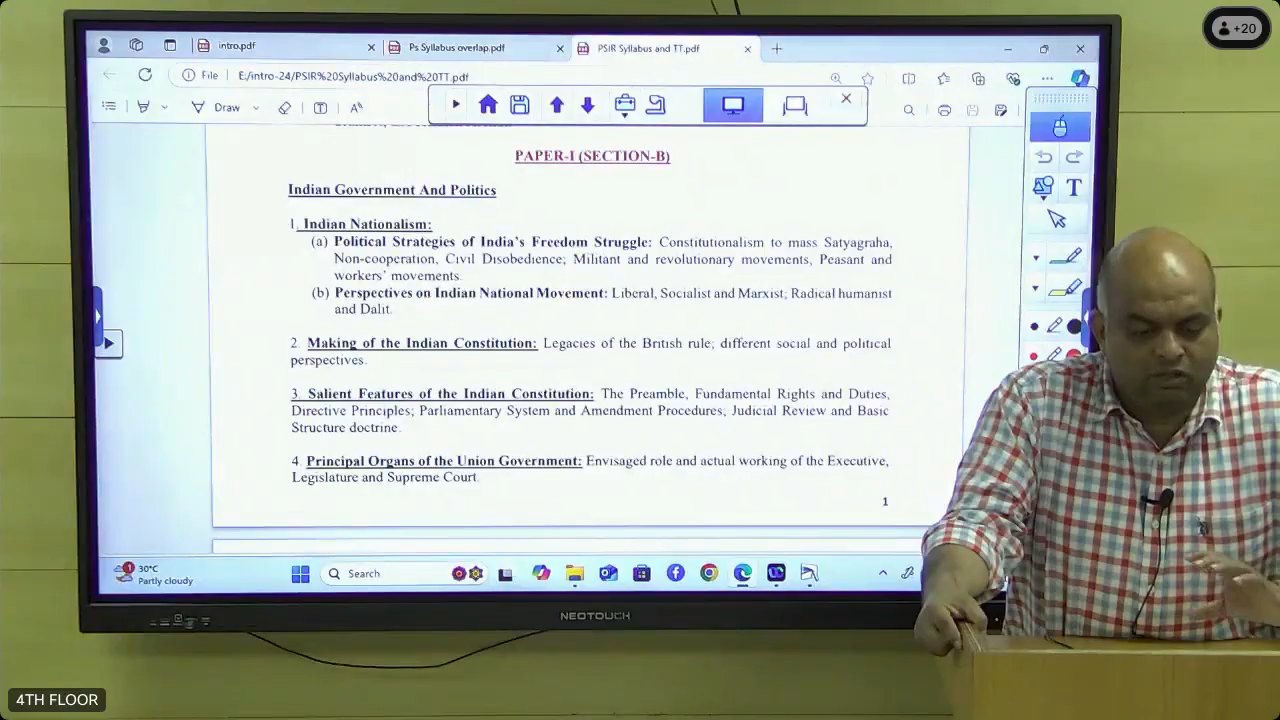 +20
intro.pdf
Ps Syllabus overlap.pdf
PSIR Syllabus and TT.pdf
File
E:/intro-24/PSIR%20Syllabus%20and%20TT.pdf
Draw
PAPER-I (SECTION-B)
Indian Government And Politics
1. Indian Nationalism:
(a) Political Strategies of India's Freedom Struggle: Constitutionalism to mass Satyagraha,
Non-cooperation, Civil Disobedience; Militant and revolutionary movements, Peasant and
workers' movements.
(b) Perspectives on Indian National Movement: Liberal, Socialist and Marxist; Radical humanist
and Dalit.
2. Making of the Indian Constitution: Legacies of the British rule; different social and political
perspectives.
3. Salient Features of the Indian Constitution: The Preamble, Fundamental Rights and Duties,
Directive Principles; Parliamentary System and Amendment Procedures; Judicial Review and Basic
Structure doctrine.
4. Principal Organs of the Union Government: Envisaged role and actual working of the Executive,
Legislature and Supreme Court.
1
T
30°C
Partly cloudy
Search
NEOTOUCH
4TH FLOOR